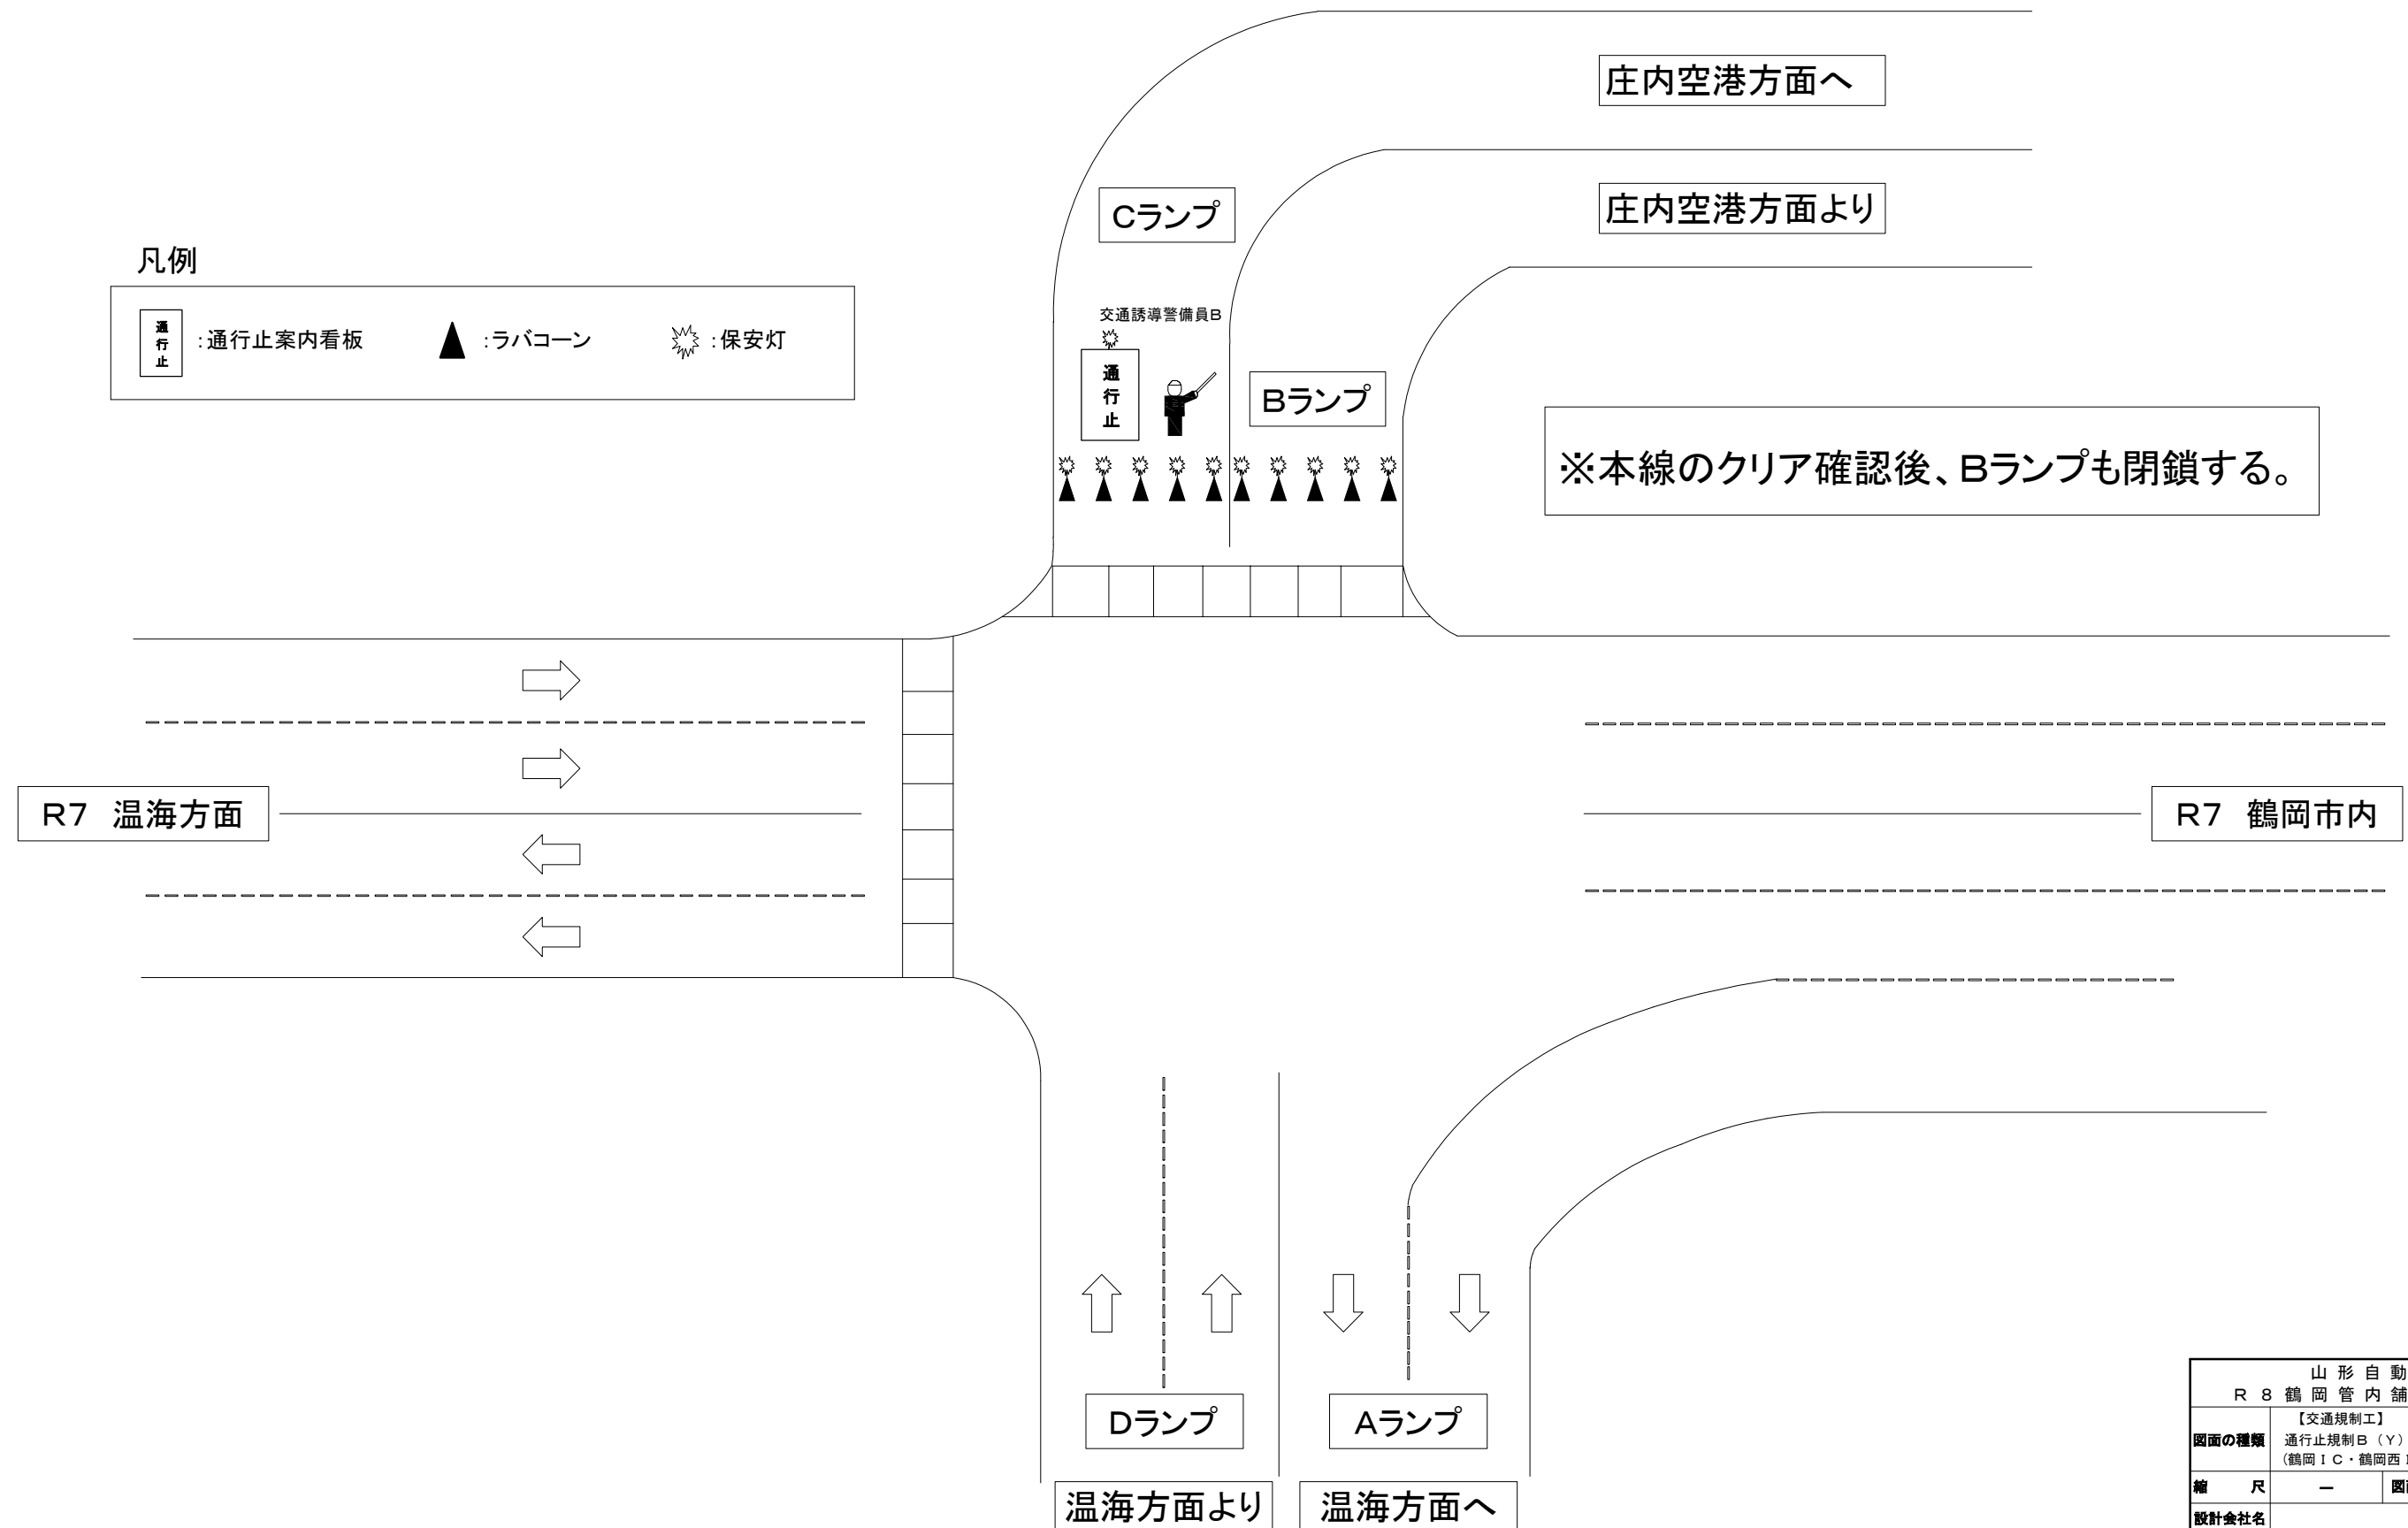 庄内空港方面へ
庄内空港方面より
Cランプ
凡例
通行止
:通行止案内看板
:ラバコーン
:保安灯
交通誘導警備員B
通行止
Bランプ
※本線のクリア確認後、Bランプも閉鎖する。
R7 温海方面
R7 鶴岡市内
Dランプ
Aランプ
温海方面より
温海方面へ
山形自動
R8鶴岡管内舗
図面の種類
【交通規制工】
通行止規制B(Y)
(鶴岡IC・鶴岡西
縮尺
―
設計会社名